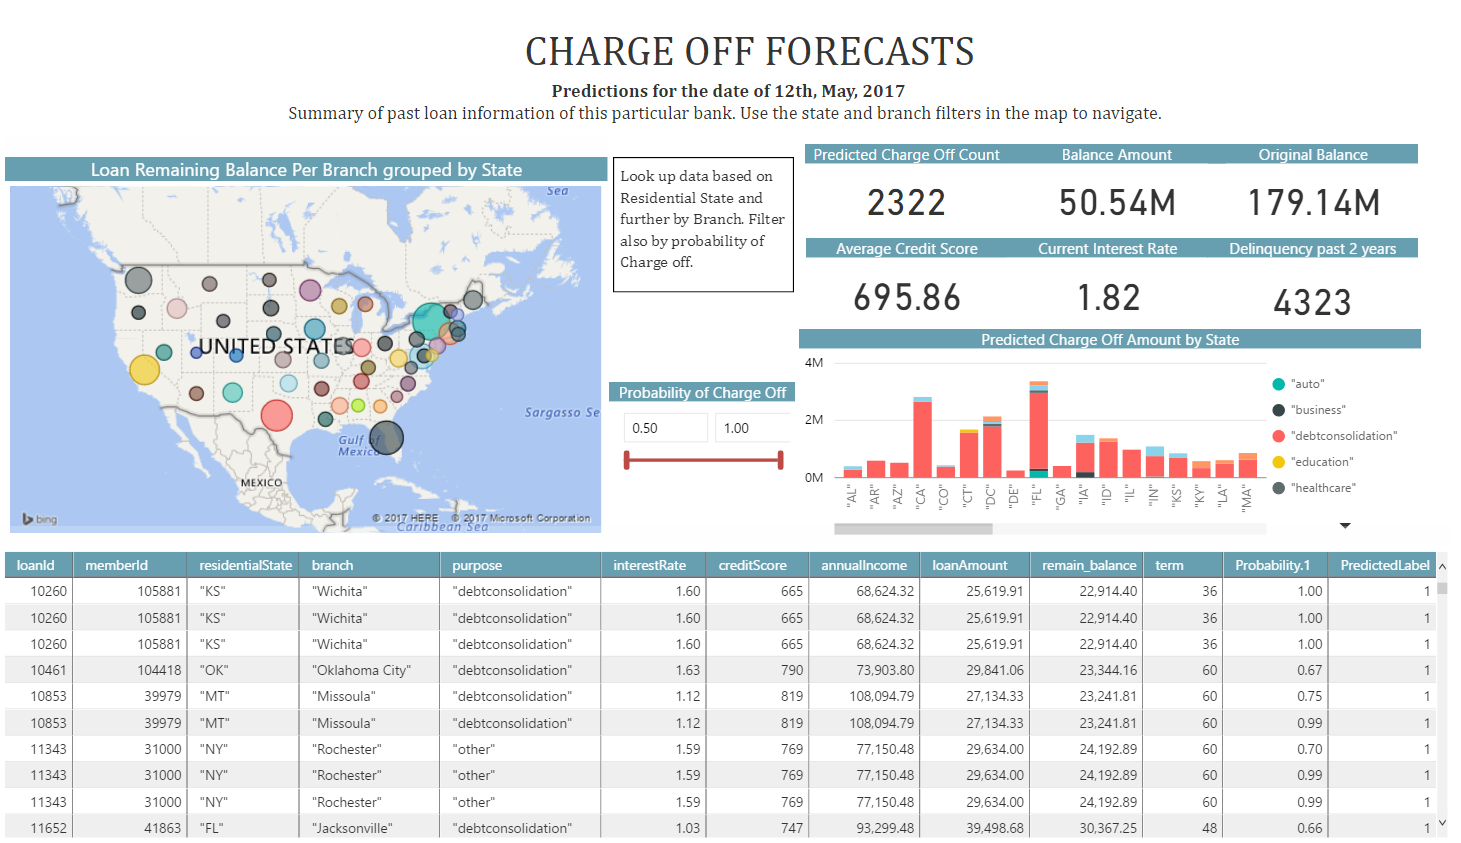 CHARGE OFF FORECASTS
Predictions for the date of 12th, May, 2017
Summary of past loan information of this particular bank. Use the state and branch filters in the map to navigate.
Loan Remaining Balance Per Branch grouped by State
Sea
UNITED STATES
Sargasso Se
Gulf of
Mexico
MEXICO
bing
© 2017 HERE © 2017 Microsoft Corporation
Caribbean Sea
Look up data based on
Residential State and
further by Branch. Filter
also by probability of
Charge off.
Probability of Charge Off
0.50 1.00
Predicted Charge Off Count Balance Amount Original Balance
2322 50.54M 179.14M
Average Credit Score Current Interest Rate Delinquency past 2 years
695.86 1.82 4323
Predicted Charge Off Amount by State
4M
2M
0M
"AL" "AR" "AZ" "CA" "CO" "CT" "DC" "DE" "FL" "GA" "IA" "ID" "IL" "IN" "KS" "KY" "LA" "MA"
"auto"
"business"
"debtconsolidation"
"education"
"healthcare"
loanId memberId residentialState branch purpose interestRate creditScore annualIncome loanAmount remain_balance term Probability.1 PredictedLabel
10260 105881 "KS" "Wichita" "debtconsolidation" 1.60 665 68,624.32 25,619.91 22,914.40 36 1.00 1
10260 105881 "KS" "Wichita" "debtconsolidation" 1.60 665 68,624.32 25,619.91 22,914.40 36 1.00 1
10260 105881 "KS" "Wichita" "debtconsolidation" 1.60 665 68,624.32 25,619.91 22,914.40 36 1.00 1
10461 104418 "OK" "Oklahoma City" "debtconsolidation" 1.63 790 73,903.80 29,841.06 23,344.16 60 0.67 1
10853 39979 "MT" "Missoula" "debtconsolidation" 1.12 819 108,094.79 27,134.33 23,241.81 60 0.75 1
10853 39979 "MT" "Missoula" "debtconsolidation" 1.12 819 108,094.79 27,134.33 23,241.81 60 0.99 1
11343 31000 "NY" "Rochester" "other" 1.59 769 77,150.48 29,634.00 24,192.89 60 0.70 1
11343 31000 "NY" "Rochester" "other" 1.59 769 77,150.48 29,634.00 24,192.89 60 0.99 1
11343 31000 "NY" "Rochester" "other" 1.59 769 77,150.48 29,634.00 24,192.89 60 0.99 1
11652 41863 "FL" "Jacksonville" "debtconsolidation" 1.03 747 93,299.48 39,498.68 30,367.25 48 0.66 1